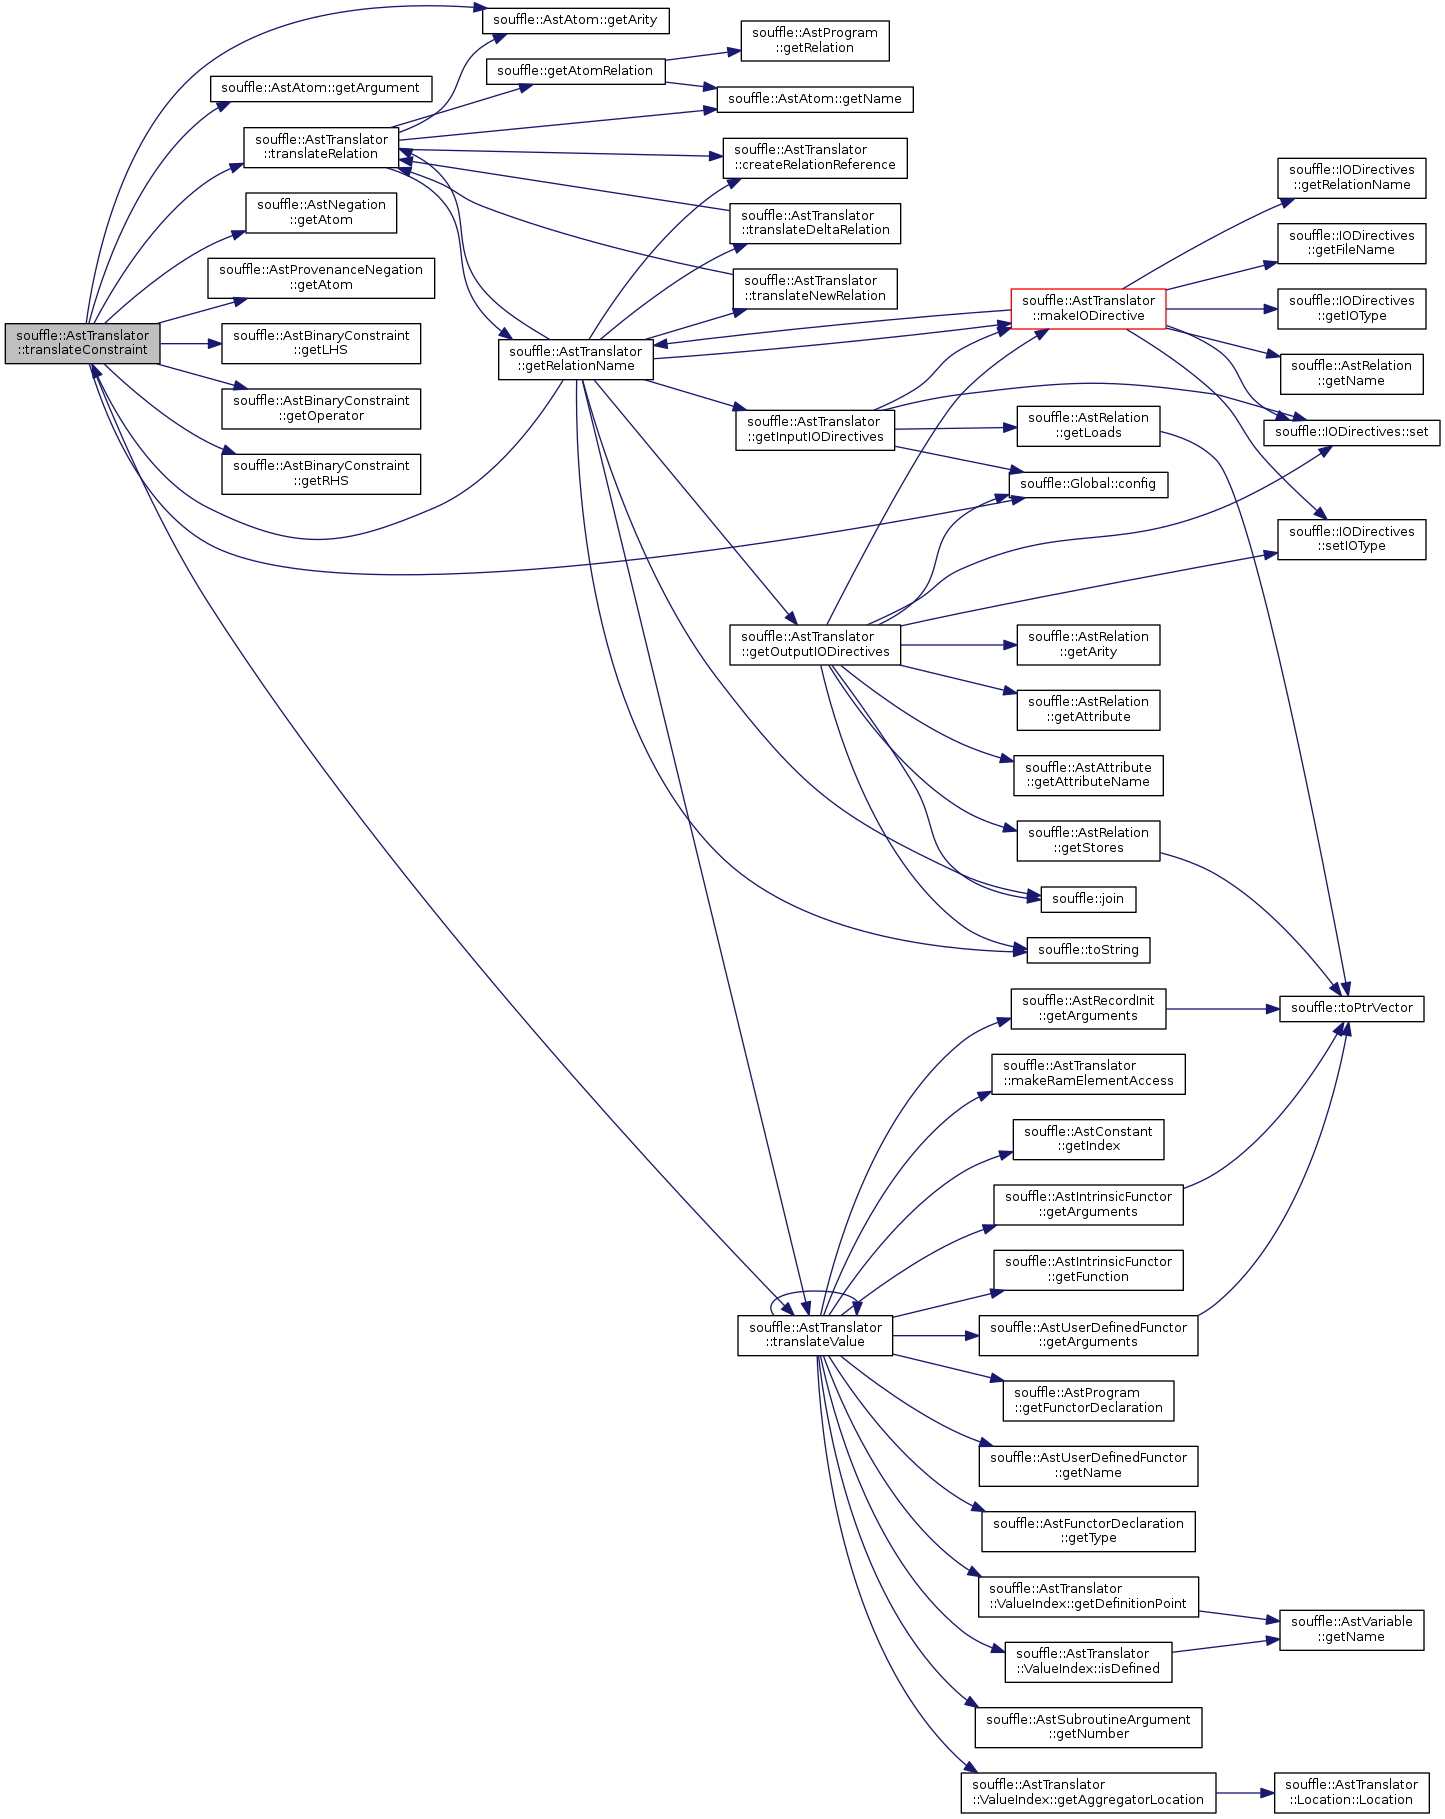 souffle::AstTranslator
::translateConstraint
souffle::AstAtom::getArity
souffle::AstAtom::getArgument
souffle::AstTranslator
::translateRelation
souffle::AstNegation
::getAtom
souffle::AstProvenanceNegation
::getAtom
souffle::AstBinaryConstraint
::getLHS
souffle::AstBinaryConstraint
::getOperator
souffle::AstBinaryConstraint
::getRHS
souffle::getAtomRelation
souffle::AstTranslator
::getRelationName
souffle::AstProgram
::getRelation
souffle::AstAtom::getName
souffle::AstTranslator
::createRelationReference
souffle::AstTranslator
::translateDeltaRelation
souffle::AstTranslator
::translateNewRelation
souffle::AstTranslator
::getInputIODirectives
souffle::AstTranslator
::getOutputIODirectives
souffle::AstTranslator
::translateValue
souffle::AstTranslator
::makeIODirective
souffle::AstRelation
::getLoads
souffle::Global::config
souffle::AstRelation
::getArity
souffle::AstRelation
::getAttribute
souffle::AstAttribute
::getAttributeName
souffle::AstRelation
::getStores
souffle::join
souffle::toString
souffle::AstRecordInit
::getArguments
souffle::AstTranslator
::makeRamElementAccess
souffle::AstConstant
::getIndex
souffle::AstIntrinsicFunctor
::getArguments
souffle::AstIntrinsicFunctor
::getFunction
souffle::AstUserDefinedFunctor
::getArguments
souffle::AstProgram
::getFunctorDeclaration
souffle::AstUserDefinedFunctor
::getName
souffle::AstFunctorDeclaration
::getType
souffle::AstTranslator
::ValueIndex::getDefinitionPoint
souffle::AstTranslator
::ValueIndex::isDefined
souffle::AstSubroutineArgument
::getNumber
souffle::AstTranslator
::ValueIndex::getAggregatorLocation
souffle::IODirectives
::getRelationName
souffle::IODirectives
::getFileName
souffle::IODirectives
::getIOType
souffle::AstRelation
::getName
souffle::IODirectives::set
souffle::IODirectives
::setIOType
souffle::toPtrVector
souffle::AstVariable
::getName
souffle::AstTranslator
::Location::Location